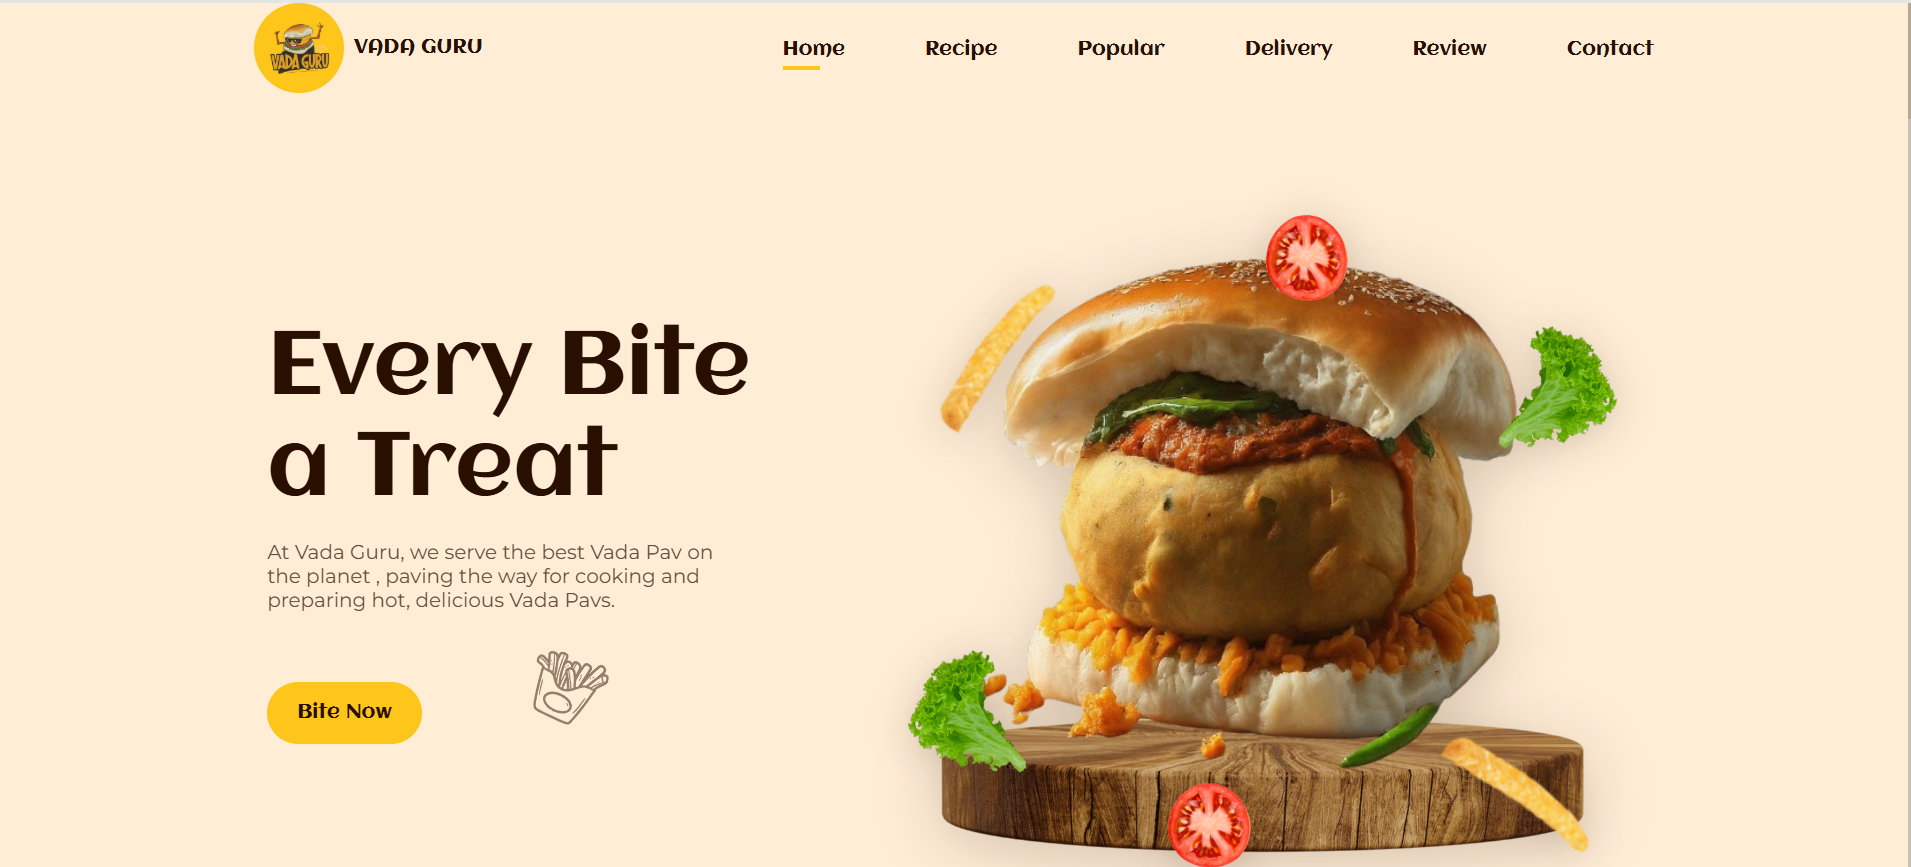 VADA GURU
VADA GURU
Home
Recipe
Popular
Delivery
Review
Contact
Every Bite
a Treat
At Vada Guru, we serve the best Vada Pav on
the planet , paving the way for cooking and
preparing hot, delicious Vada Pavs.
Bite Now